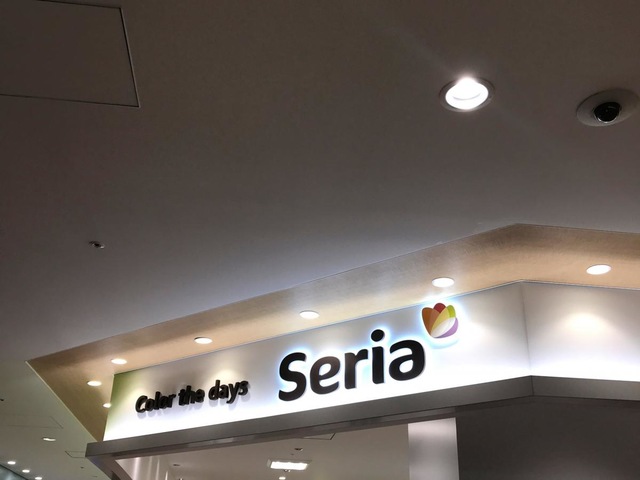 Color the days Seria